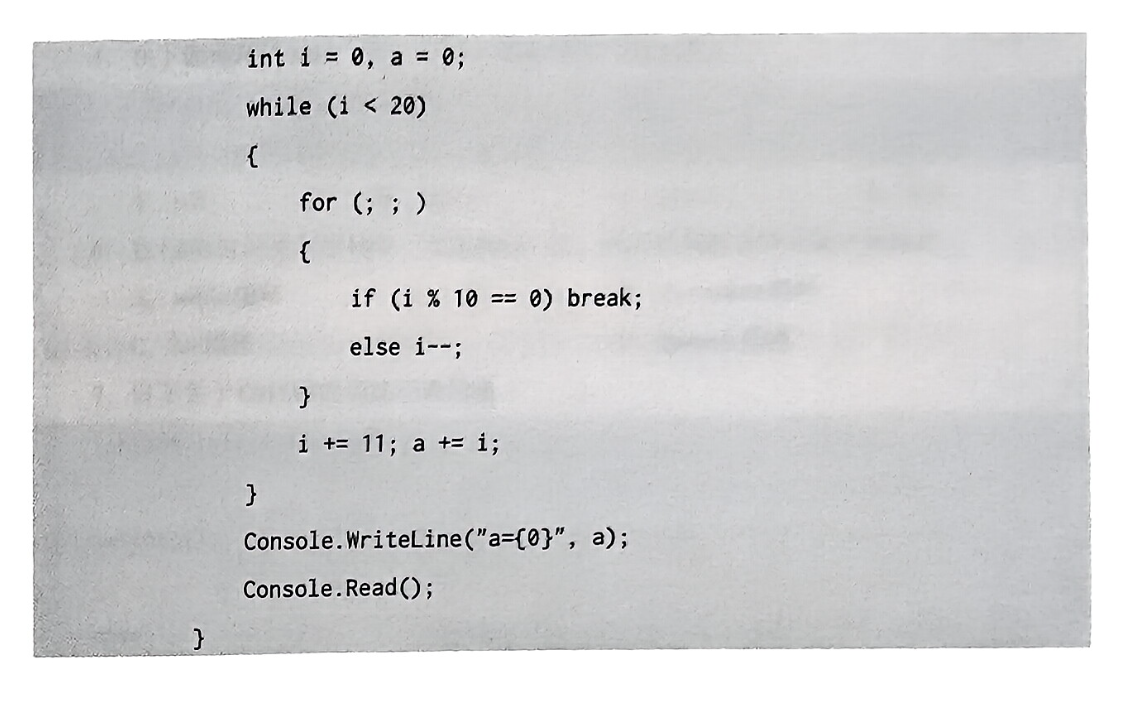 int i = 0, a = 0;
while (i < 20)
{
for (; ; )
{
if (i % 10 == 0) break;
else i--;
}
i += 11; a += i;
}
Console.WriteLine("a={0}", a);
Console.Read();
}